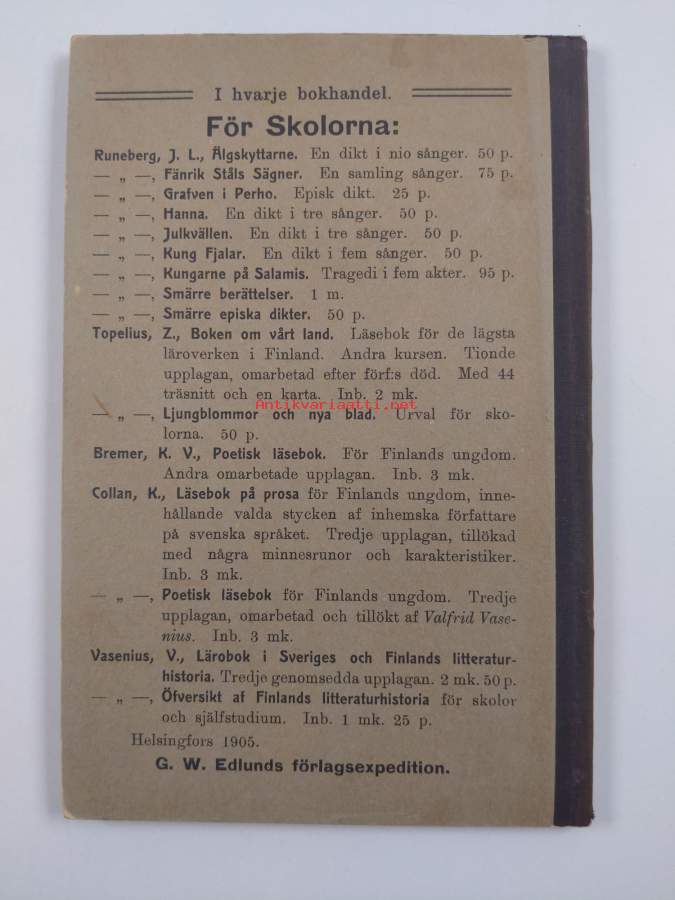 I hvarje bokhandel.
För Skolorna:
Runeberg, J. L., Älgskyttarne. En dikt i nio sånger. 50 p.
— „ —, Fänrik Ståls Sägner. En samling sånger. 75 p.
— „ —, Grafven i Perho. Episk dikt. 25 p.
— „ —, Hanna. En dikt i tre sånger. 50 p.
— „ —, Julkvällen. En dikt i tre sånger. 50 p.
— „ —, Kung Fjalar. En dikt i fem sånger. 50 p.
— „ —, Kungarne på Salamis. Tragedi i fem akter. 95 p.
— „ —, Smärre berättelser. 1 m.
— „ —, Smärre episka dikter. 50 p.
Topelius, Z., Boken om vårt land. Läsebok för de lägsta
läroverken i Finland. Andra kursen. Tionde
upplagan, omarbetad efter förf:s död. Med 44
träsnitt och en karta. Inb. 2 mk.
Antikvariaatti.net
— „ —, Ljungblommor och nya blad. Urval för sko-
lorna. 50 p.
Bremer, K. V., Poetisk läsebok. För Finlands ungdom.
Andra omarbetade upplagan. Inb. 3 mk.
Collan, K., Läsebok på prosa för Finlands ungdom, inne-
hållande valda stycken af inhemska författare
på svenska språket. Tredje upplagan, tillökad
med några minnesrunor och karakteristiker.
Inb. 3 mk.
— „ —, Poetisk läsebok för Finlands ungdom. Tredje
upplagan, omarbetad och tillökt af Valfrid Vase-
nius. Inb. 3 mk.
Vasenius, V., Lärobok i Sveriges och Finlands litteratur-
historia. Tredje genomsedda upplagan. 2 mk. 50 p.
— „ —, Öfversikt af Finlands litteraturhistoria för skolor
och själfstudium. Inb. 1 mk. 25 p.
Helsingfors 1905.
G. W. Edlunds förlagsexpedition.